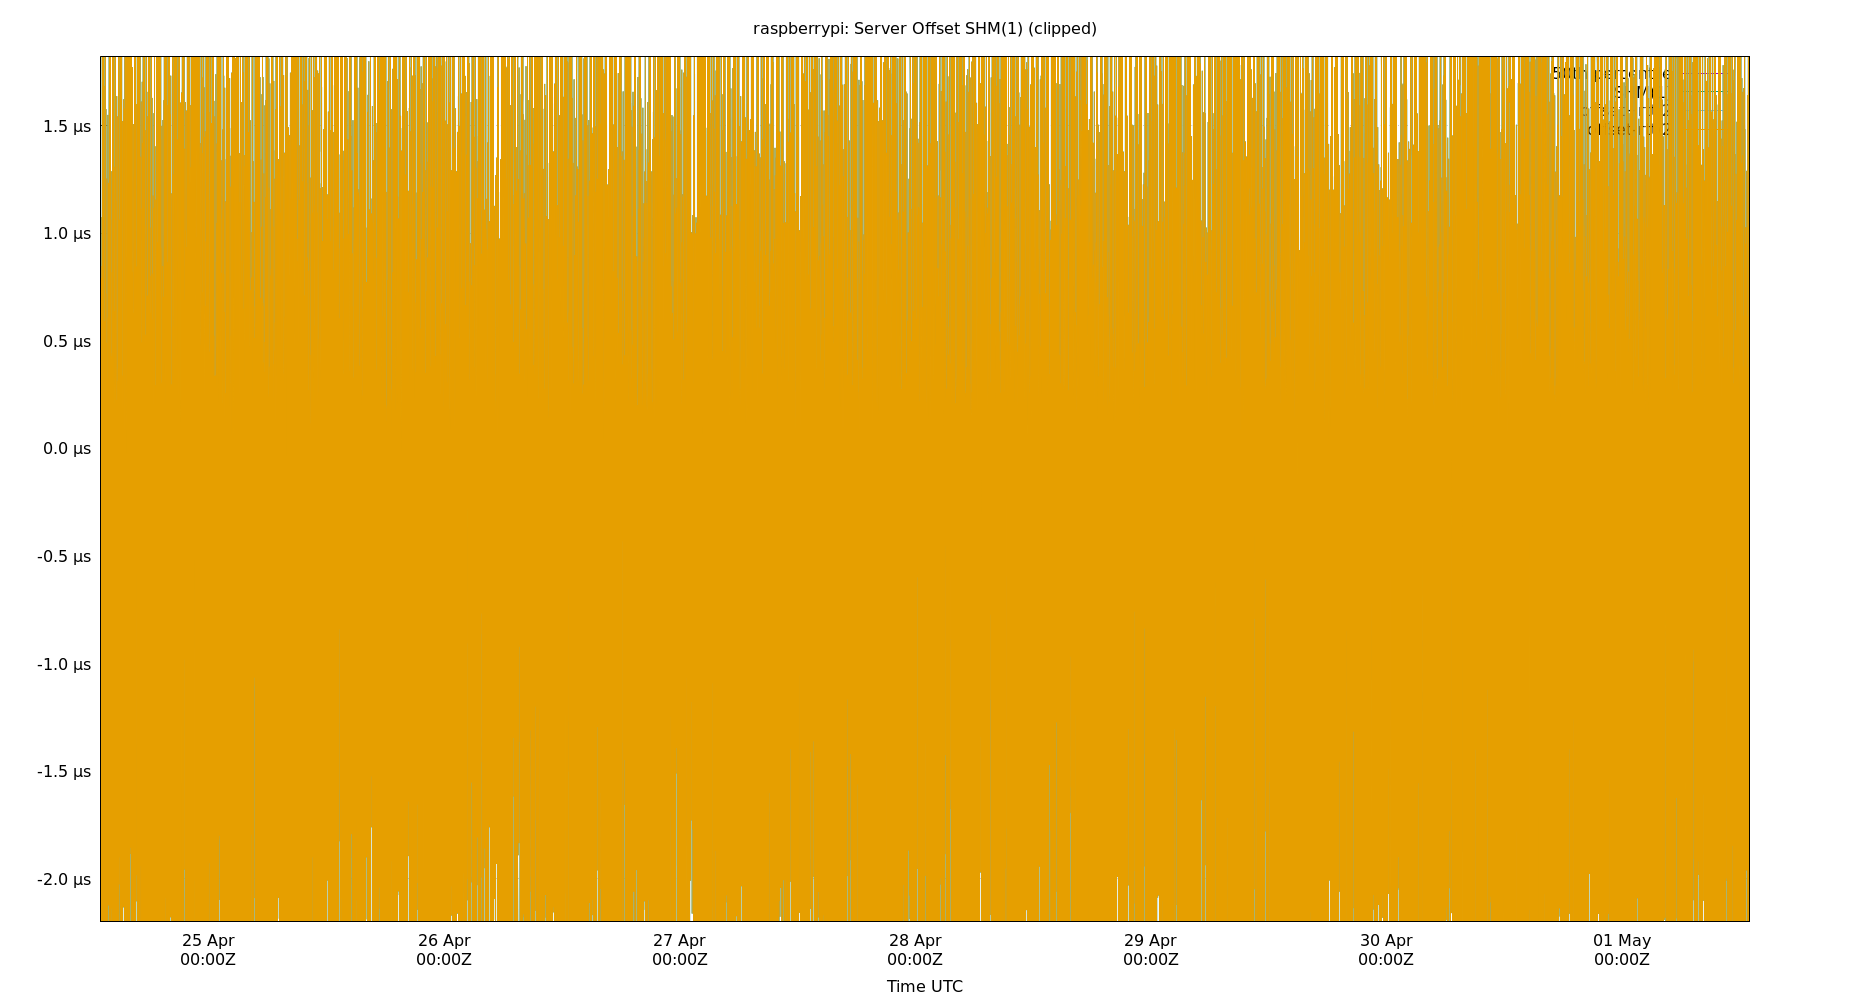 raspberrypi: Server Offset SHM(1) (clipped)
1.5 µs
1.0 µs
0.5 µs
0.0 µs
-0.5 µs
-1.0 µs
-1.5 µs
-2.0 µs
25 Apr
00:00Z
26 Apr
00:00Z
27 Apr
00:00Z
28 Apr
00:00Z
29 Apr
00:00Z
30 Apr
00:00Z
01 May
00:00Z
Time UTC